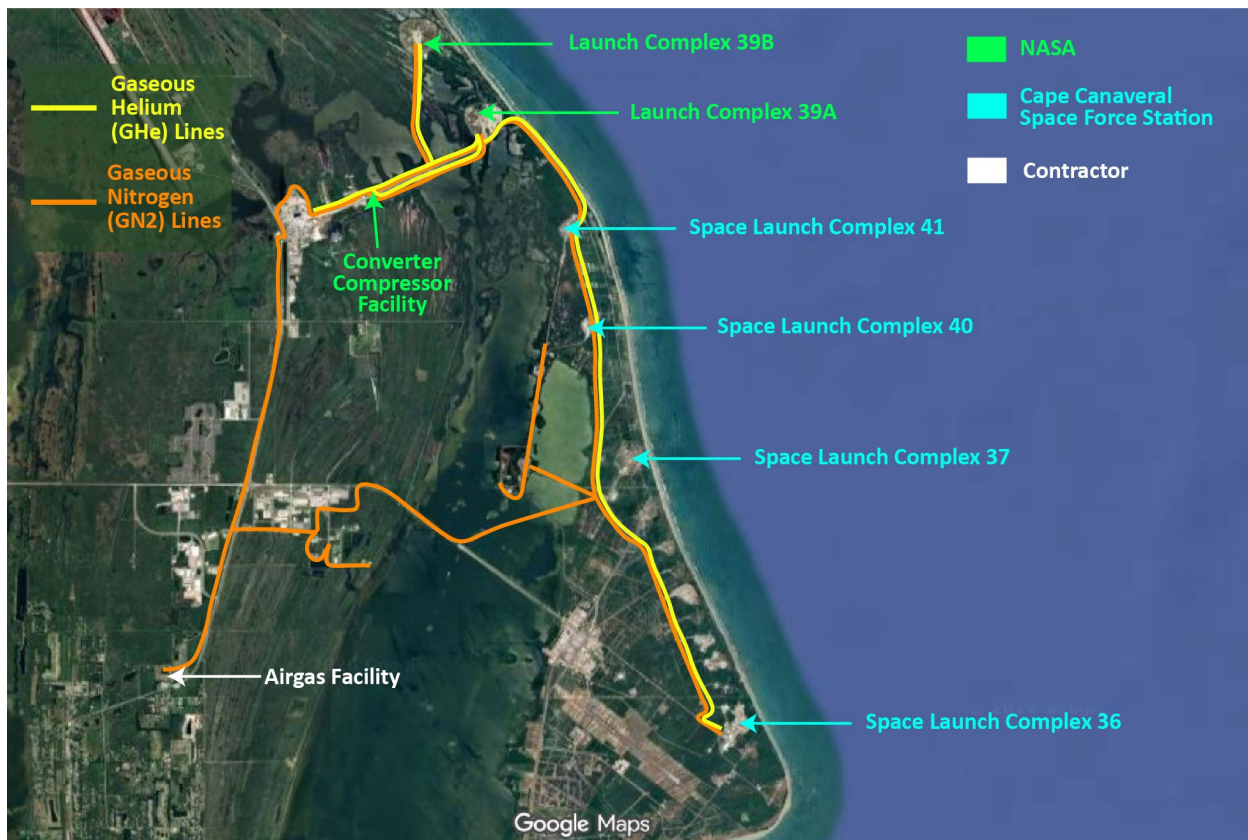 Launch Complex 39B
Launch Complex 39A
Gaseous
Helium
(GHe) Lines
Gaseous
Nitrogen
(GN2) Lines
NASA
Cape Canaveral
Space Force Station
Contractor
Converter
Compressor
Facility
Space Launch Complex 41
Space Launch Complex 40
Space Launch Complex 37
Airgas Facility
Space Launch Complex 36
Google Maps